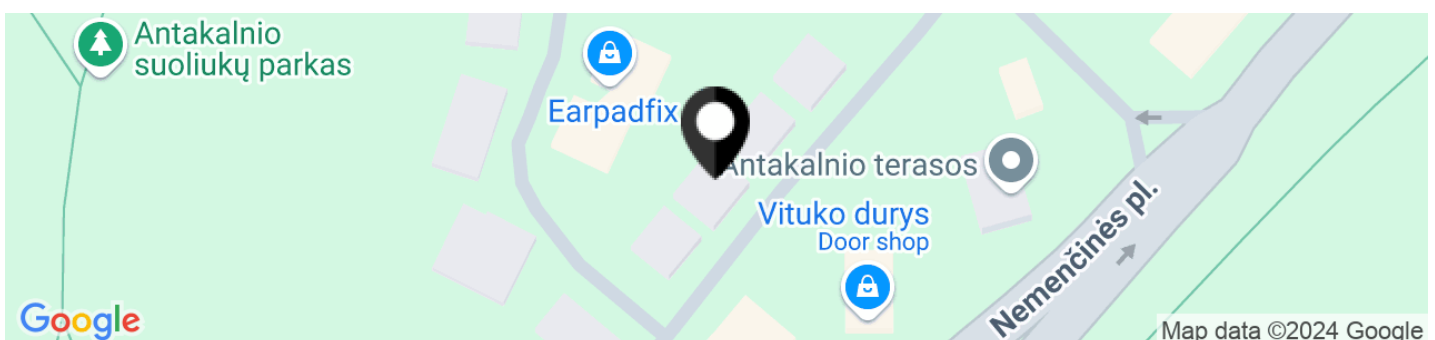 Antakalnio
suoliukų parkas
Earpadfix
Antakalnio terasos
Vituko durys
Door shop
Nemenčinės pl.
Google
Map data ©2024 Google